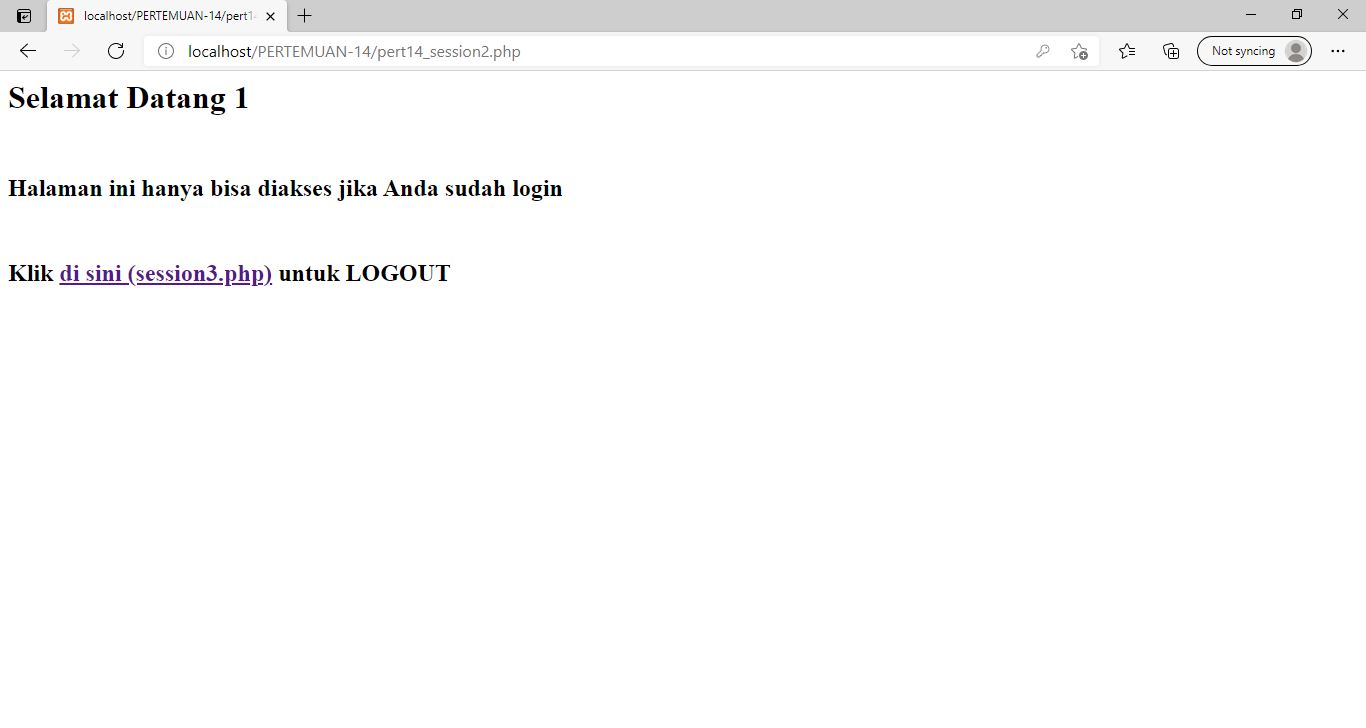 localhost/PERTEMUAN-14/pert1
localhost/PERTEMUAN-14/pert14_session2.php
Not syncing
Selamat Datang 1
Halaman ini hanya bisa diakses jika Anda sudah login
Klik di sini (session3.php) untuk LOGOUT